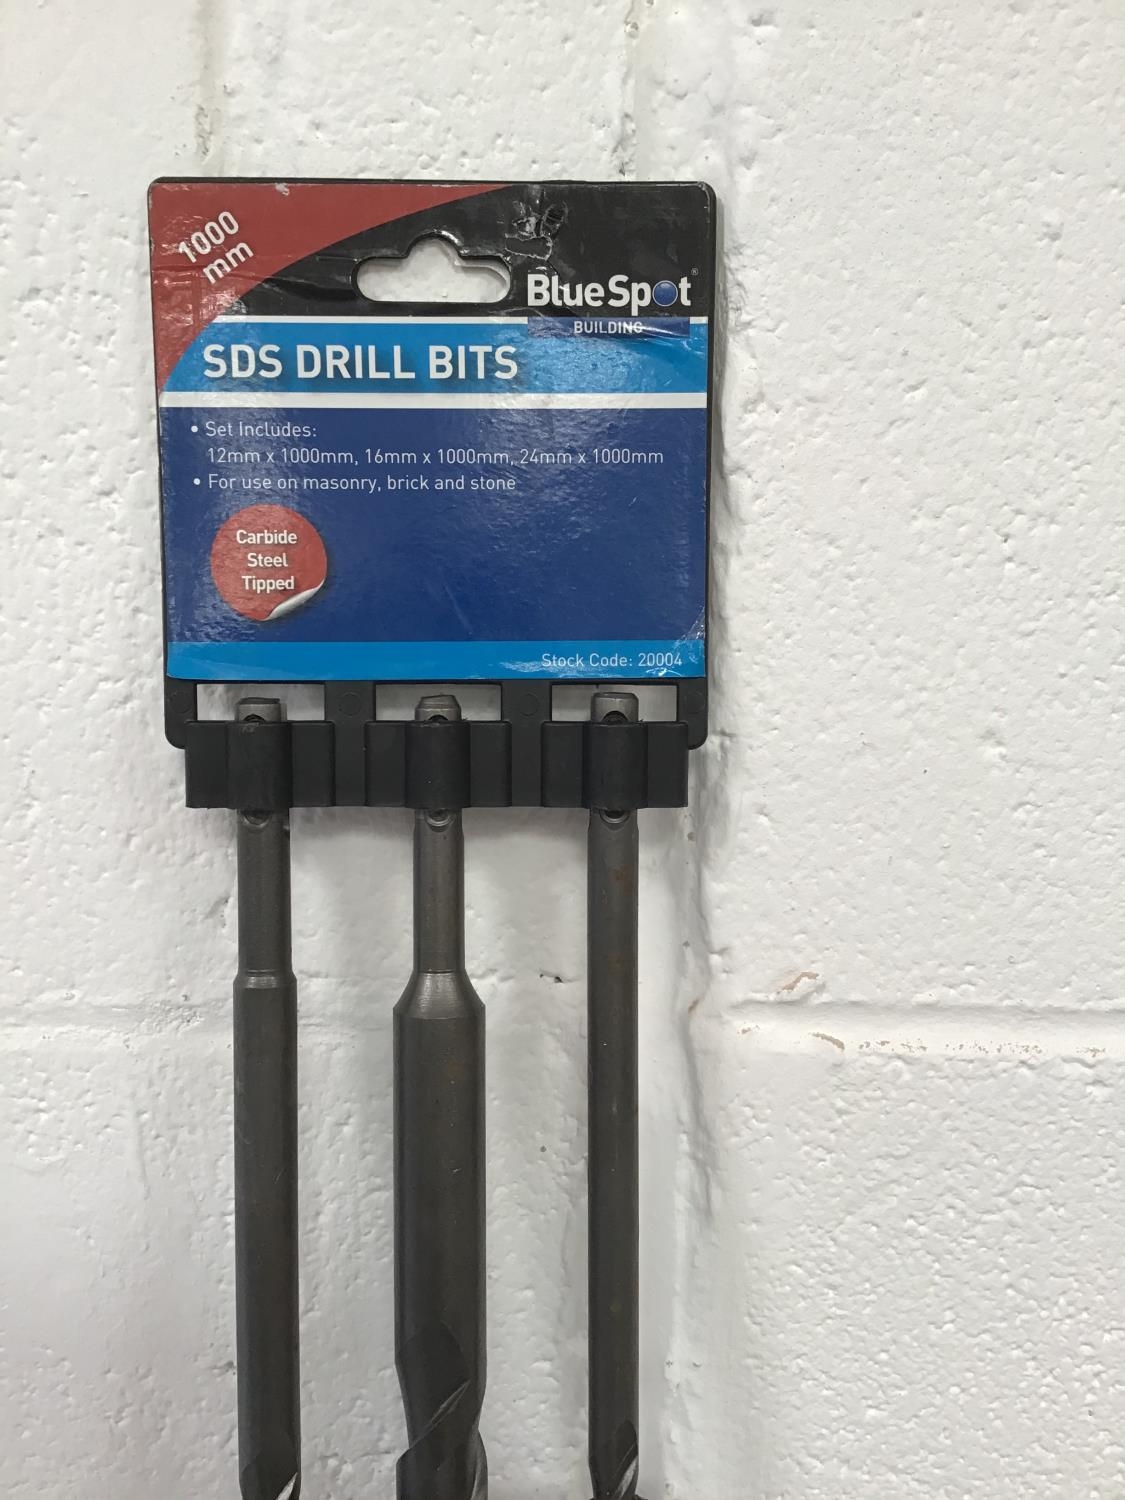 1000
mm
BlueSpot®
BUILDING
SDS DRILL BITS
• Set Includes:
12mm x 1000mm, 16mm x 1000mm, 24mm x 1000mm
• For use on masonry, brick and stone
Carbide
Steel
Tipped
Stock Code: 20004